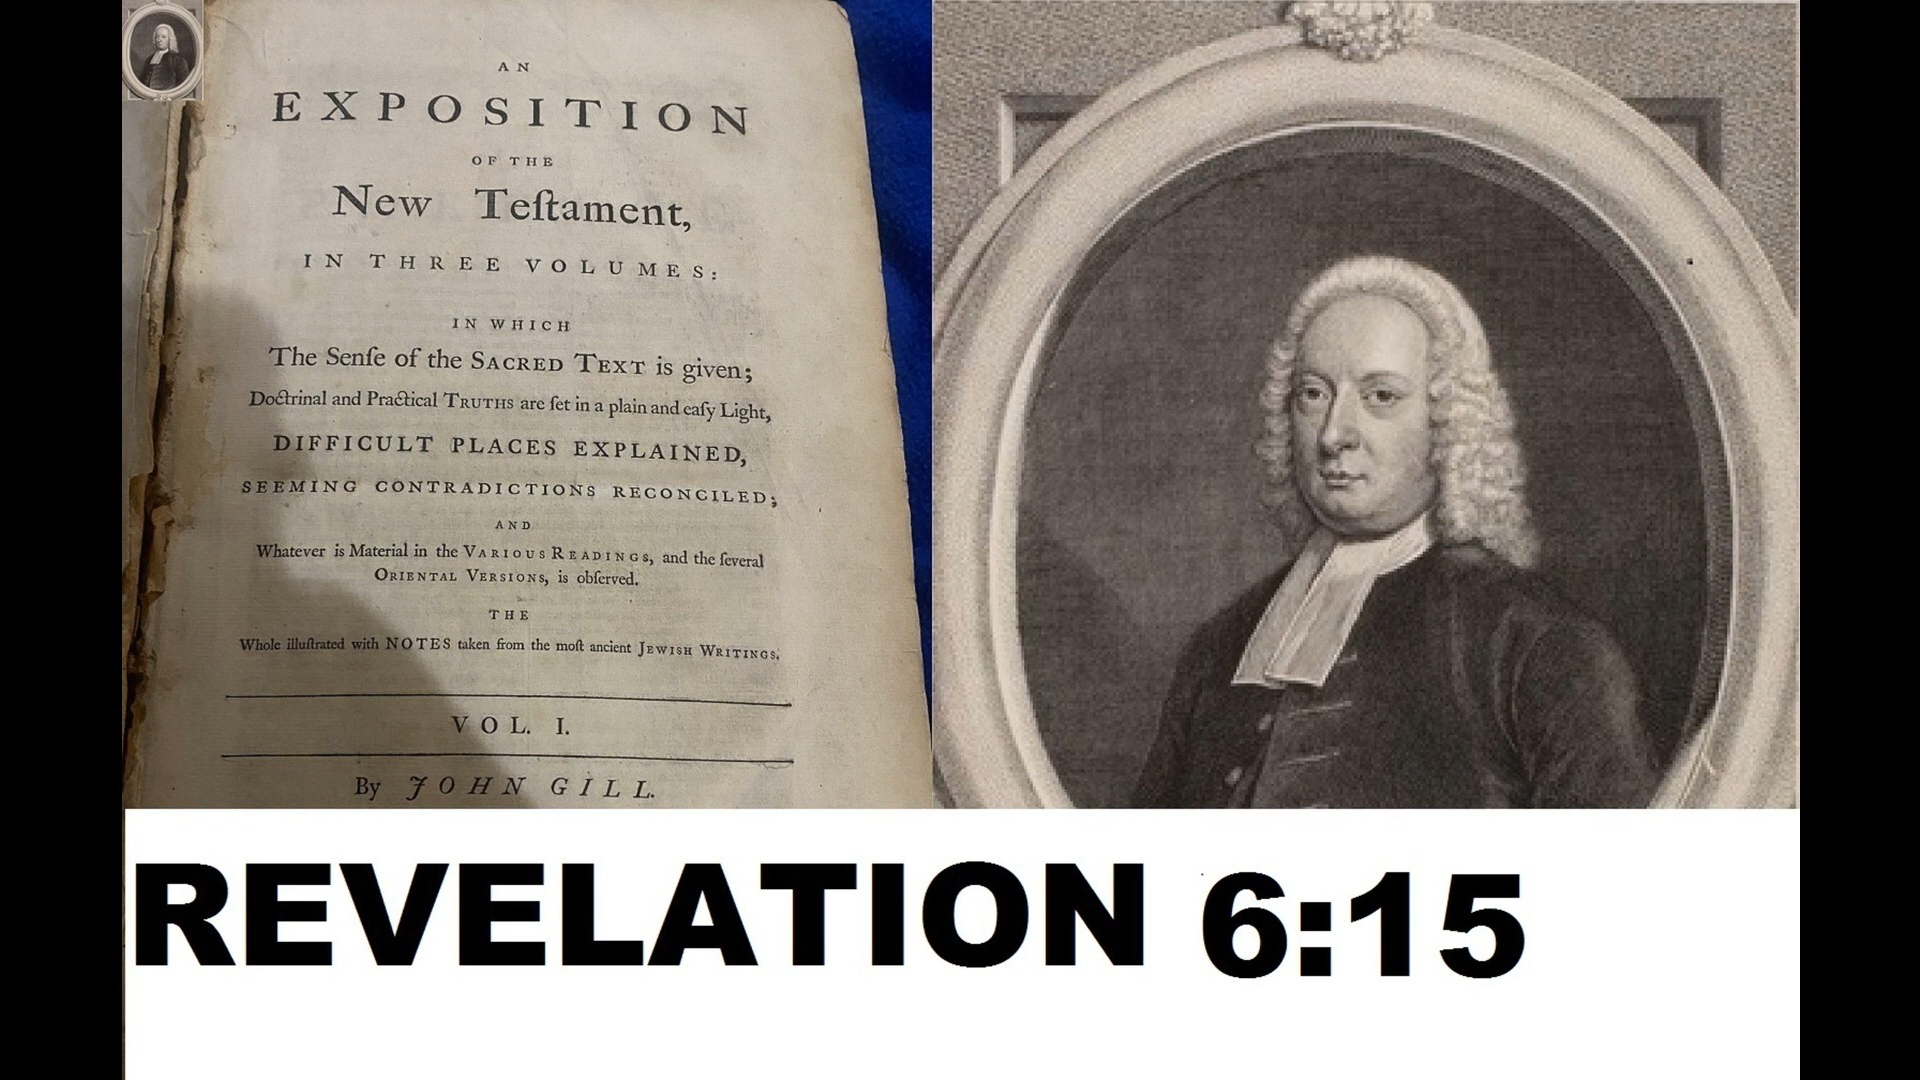 AN
EXPOSITION
OF THE
New Teſtament,
IN THREE VOLUMES:
IN WHICH
The Senſe of the SACRED TEXT is given;
Doctrinal and Practical TRUTHS are ſet in a plain and eaſy Light,
DIFFICULT PLACES EXPLAINED,
SEEMING CONTRADICTIONS RECONCILED;
AND
Whatever is Material in the VARIOUS READINGS, and the ſeveral
ORIENTAL VERSIONS, is obſerved.
THE
Whole illuſtrated with NOTES taken from the moſt ancient JEWISH WRITINGS.
VOL. I.
By JOHN GILL.
REVELATION 6:15